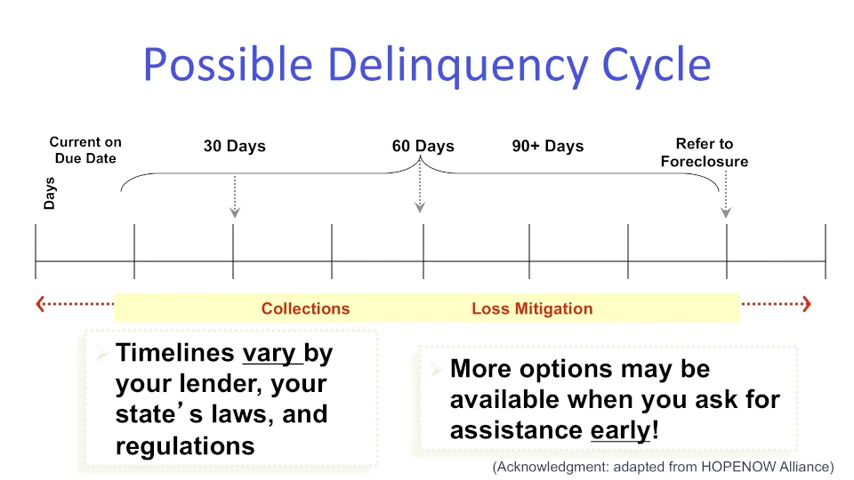 Possible Delinquency Cycle
Current on
Due Date
30 Days
60 Days
90+ Days
Refer to
Foreclosure
Days
Collections
Loss Mitigation
Timelines vary by
your lender, your
state’s laws, and
regulations
More options may be
available when you ask for
assistance early!
(Acknowledgment: adapted from HOPENOW Alliance)